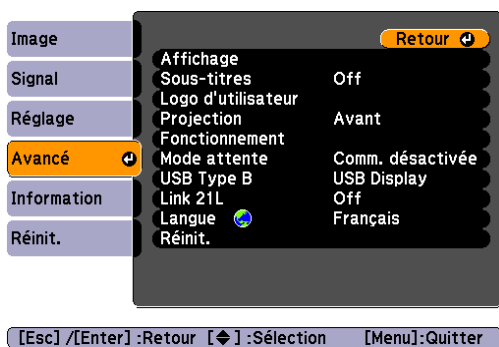 Image
Signal
Réglage
Avancé
Information
Réinit.
Retour
Affichage
Sous-titres Off
Logo d'utilisateur
Projection Avant
Fonctionnement
Mode attente Comm. désactivée
USB Type B USB Display
Link 21L Off
Langue Français
Réinit.
[Esc] /[Enter] :Retour [◆] :Sélection [Menu]:Quitter